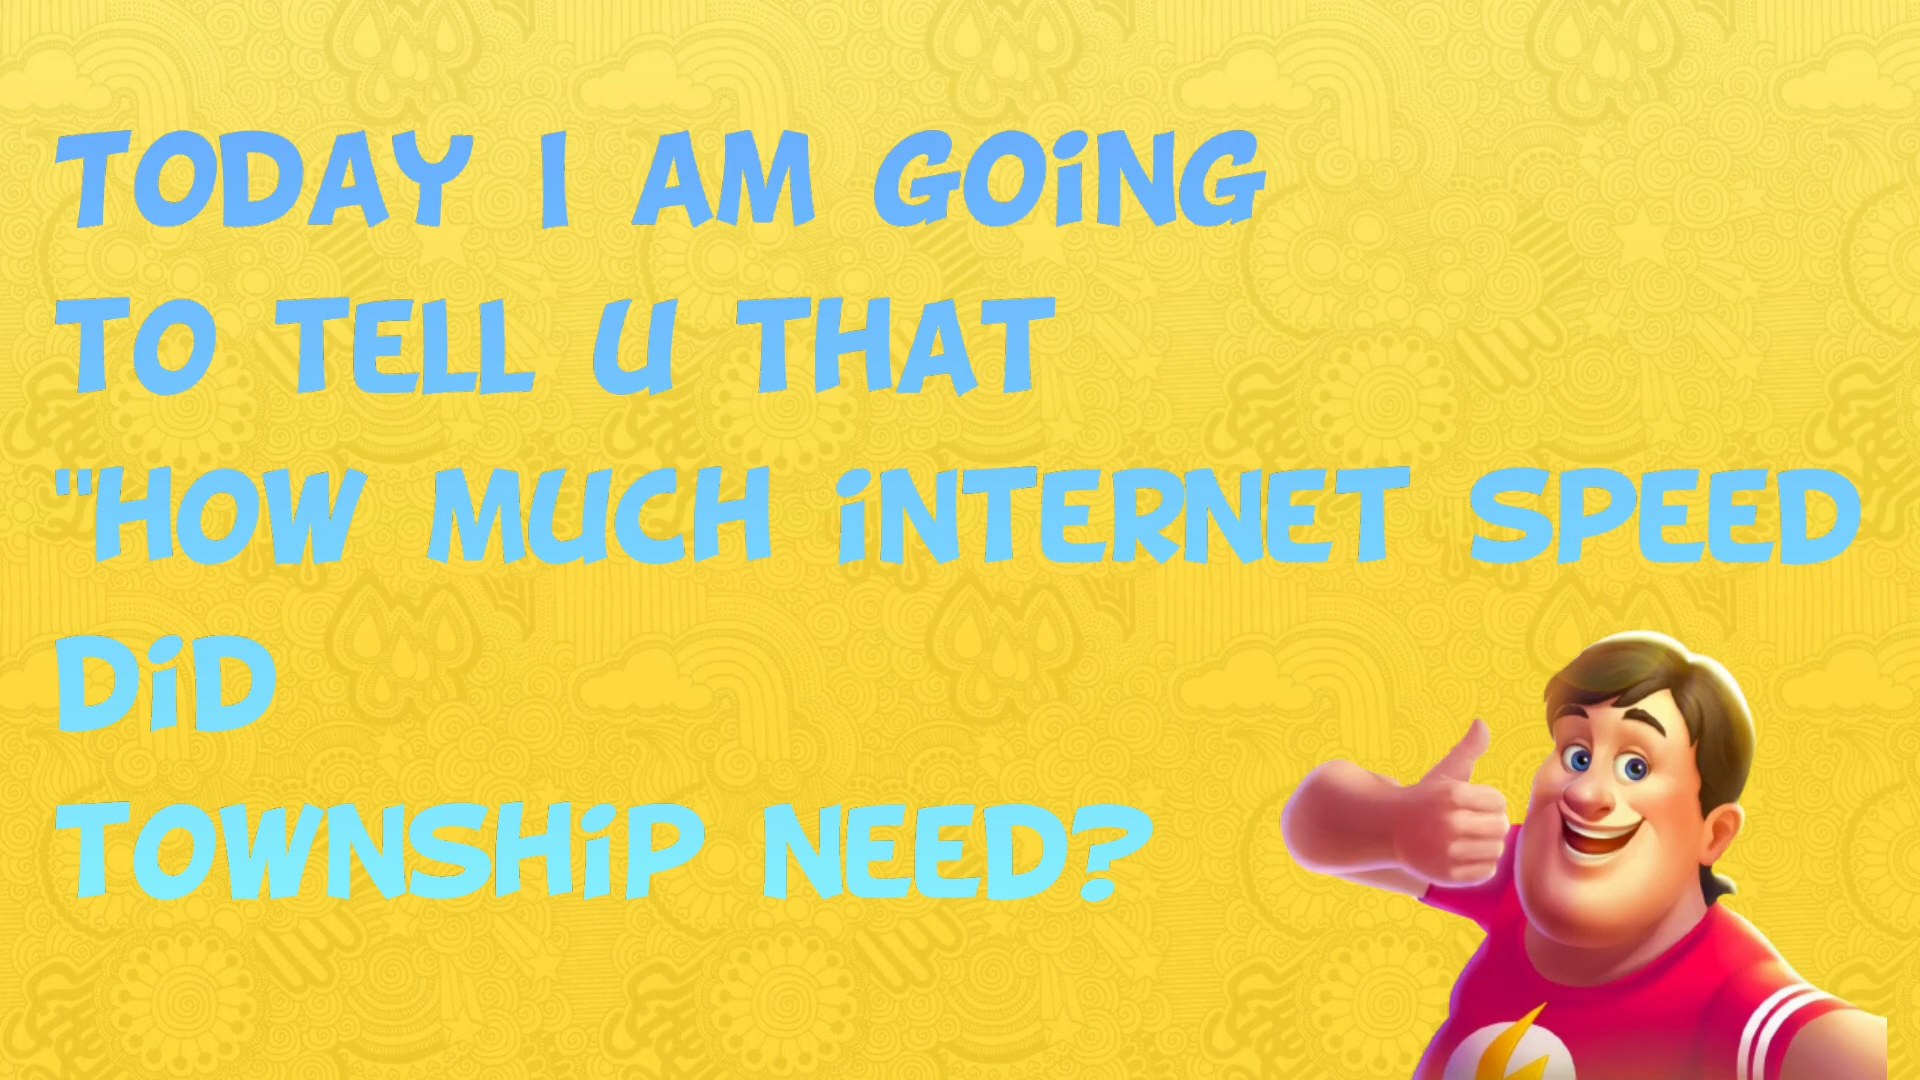 TODAY I AM GOING
TO TELL U THAT
"HOW MUCH INTERNET SPEED
DID
TOWNSHIP NEED?